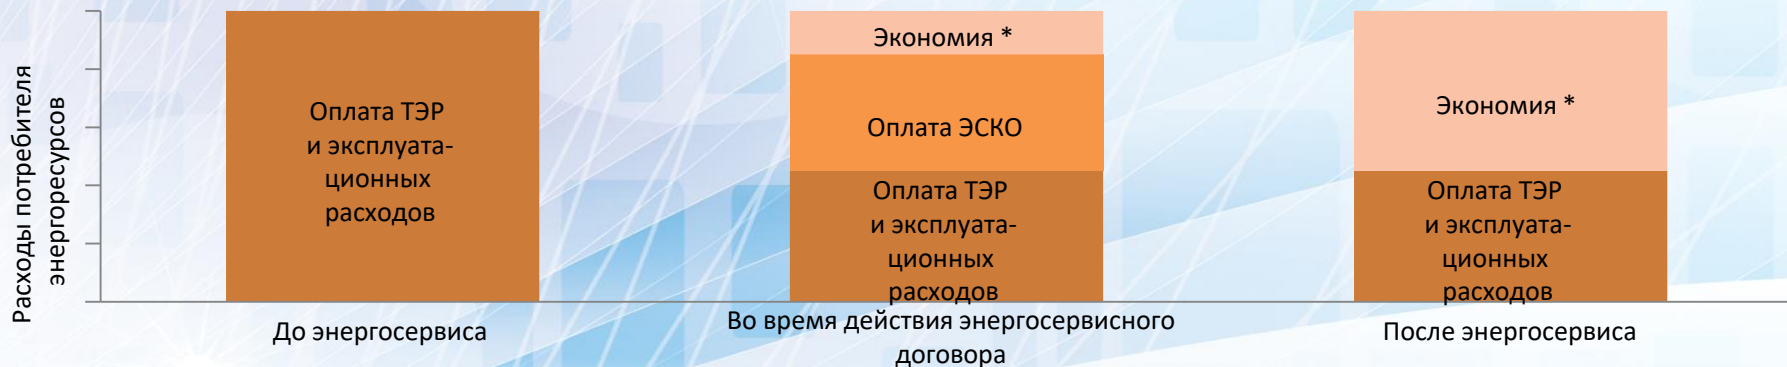 Расходы потребителя
энергоресурсов
Оплата ТЭР
и эксплуата-
ционных
расходов
До энергосервиса
Экономия *
Оплата ЭСКО
Оплата ТЭР
и эксплуата-
ционных
расходов
Во время действия энергосервисного
договора
Экономия *
Оплата ТЭР
и эксплуата-
ционных
расходов
После энергосервиса